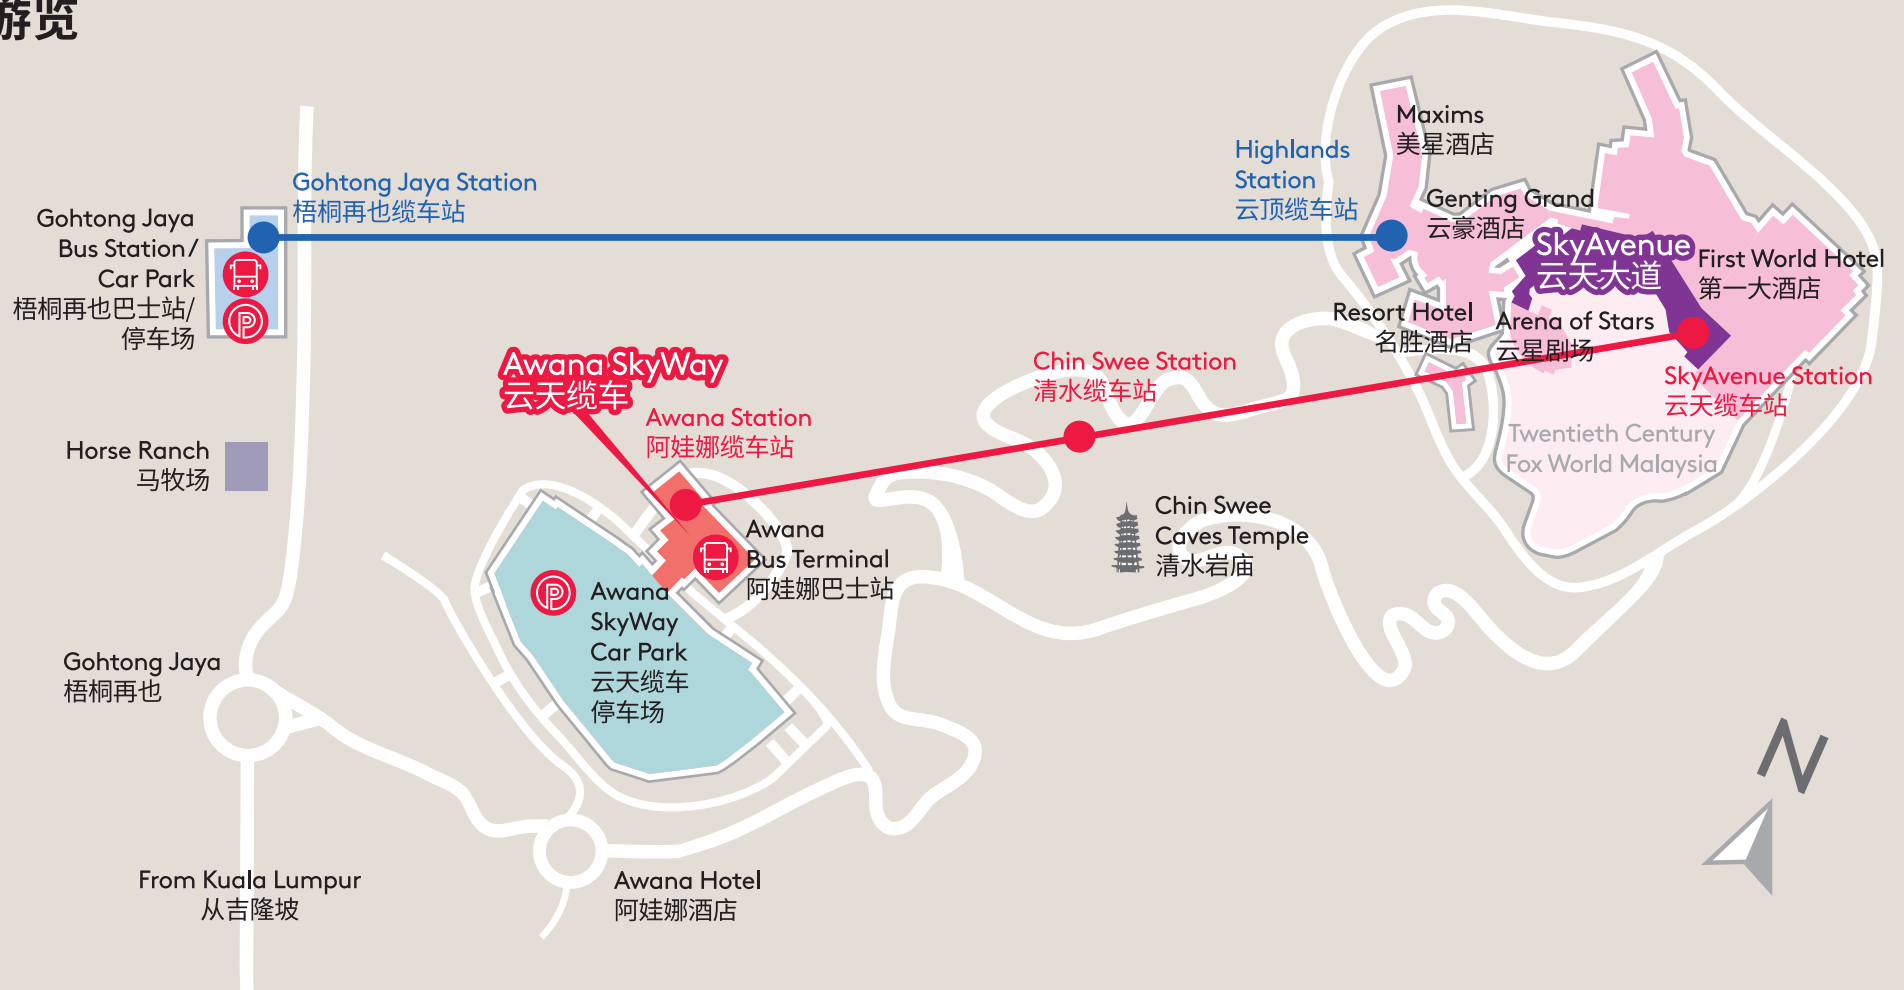 游览
Maxims
美星酒店
Highlands
Station
云顶缆车站
Gohtong Jaya Station
梧桐再也缆车站
Genting Grand
云豪酒店
Gohtong Jaya
Bus Station/
Car Park
梧桐再也巴士站/
停车场
SkyAvenue
云天大道
First World Hotel
第一大酒店
Resort Hotel
名胜酒店
Arena of Stars
云星剧场
Awana SkyWay
云天缆车
Chin Swee Station
清水缆车站
SkyAvenue Station
云天缆车站
Awana Station
阿娃娜缆车站
Twentieth Century
Fox World Malaysia
Horse Ranch
马牧场
Chin Swee
Caves Temple
清水岩庙
Awana
Bus Terminal
阿娃娜巴士站
P
P
Awana
SkyWay
Car Park
云天缆车
停车场
Gohtong Jaya
梧桐再也
N
From Kuala Lumpur
从吉隆坡
Awana Hotel
阿娃娜酒店